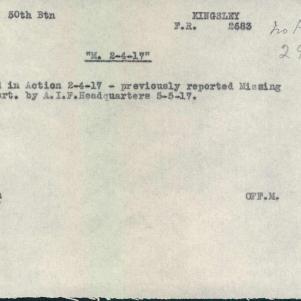 50th Btn KINGSLEY
F.R. 2683
"M. 2-4-17"
in Action 2-4-17 - previously reported Missing
by A.I.F.Headquarters 5-5-17.
OFF.M.